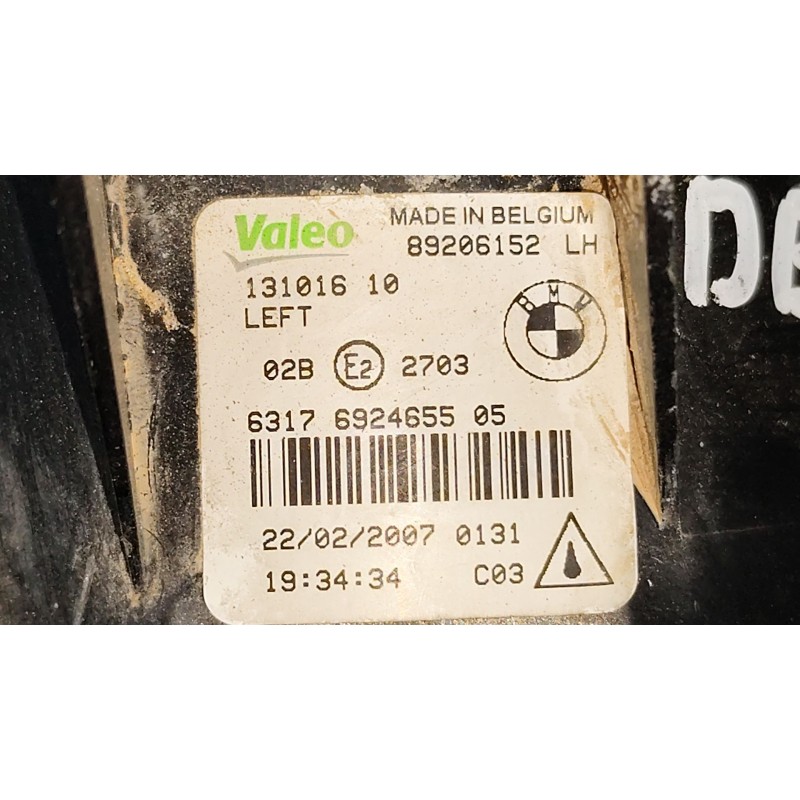 Valeo MADE IN BELGIUM
89206152 LH
131016 10
LEFT
BMW
02B E2 2703
6317 6924655 05
22/02/2007 0131
19:34:34 C03